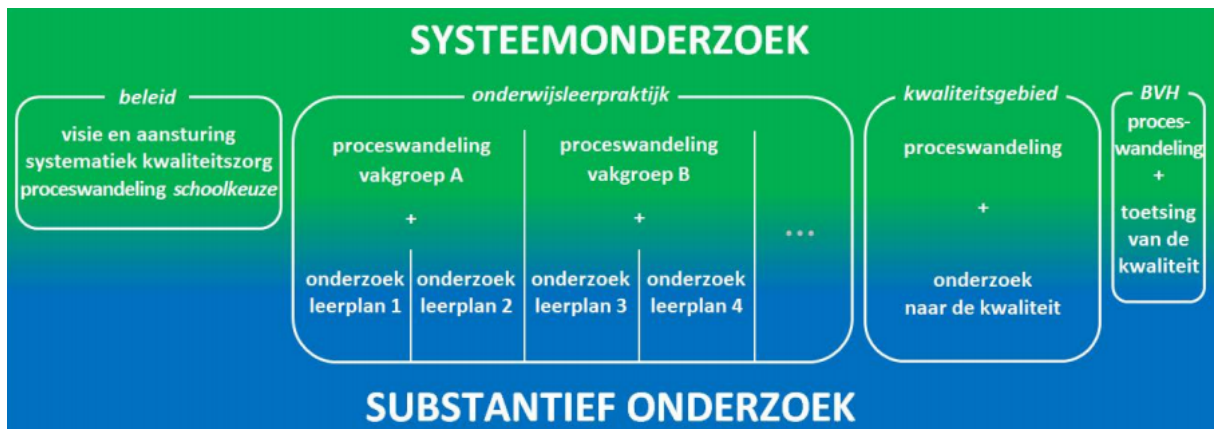 SYSTEEMONDERZOEK
beleid
visie en aansturing
systematiek kwaliteitszorg
proceswandeling schoolkeuze
onderwijsleerpraktijk
proceswandeling
vakgroep A
+
onderzoek
leerplan 1
onderzoek
leerplan 2
proceswandeling
vakgroep B
+
onderzoek
leerplan 3
onderzoek
leerplan 4
...
kwaliteitsgebied
proceswandeling
+
onderzoek
naar de kwaliteit
BVH
proces-
wandeling
+
toetsing
van de
kwaliteit
SUBSTANTIEF ONDERZOEK